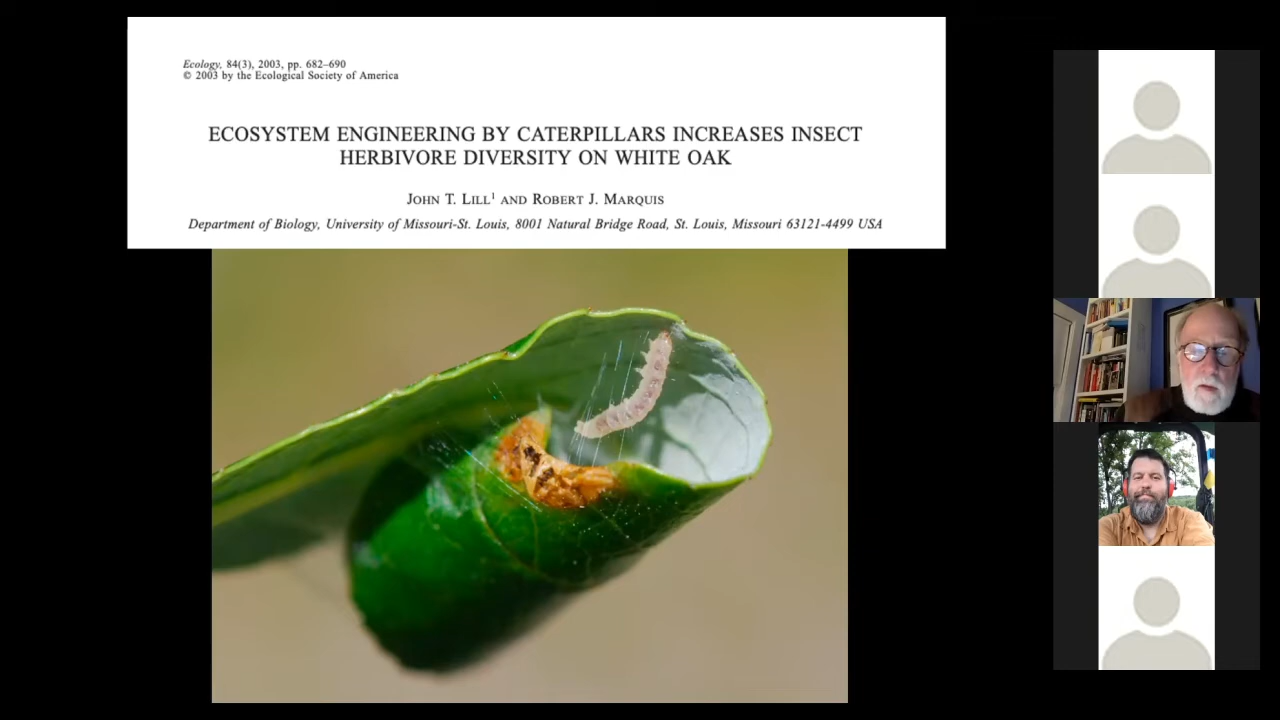 Ecology, 84(3), 2003, pp. 682–690
© 2003 by the Ecological Society of America
ECOSYSTEM ENGINEERING BY CATERPILLARS INCREASES INSECT
HERBIVORE DIVERSITY ON WHITE OAK
JOHN T. LILL¹ AND ROBERT J. MARQUIS
Department of Biology, University of Missouri-St. Louis, 8001 Natural Bridge Road, St. Louis, Missouri 63121-4499 USA